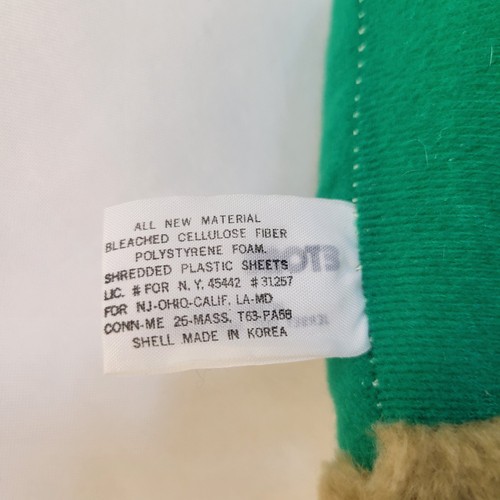 ALL NEW MATERIAL
BLEACHED CELLULOSE FIBER
POLYSTYRENE FOAM.
SHREDDED PLASTIC SHEETS
LIC. # FOR N.Y. 45442 #31257
FOR NJ-OHIO-CALIF. LA-MD
CONN-ME 25-MASS. T63-PA58
SHELL MADE IN KOREA